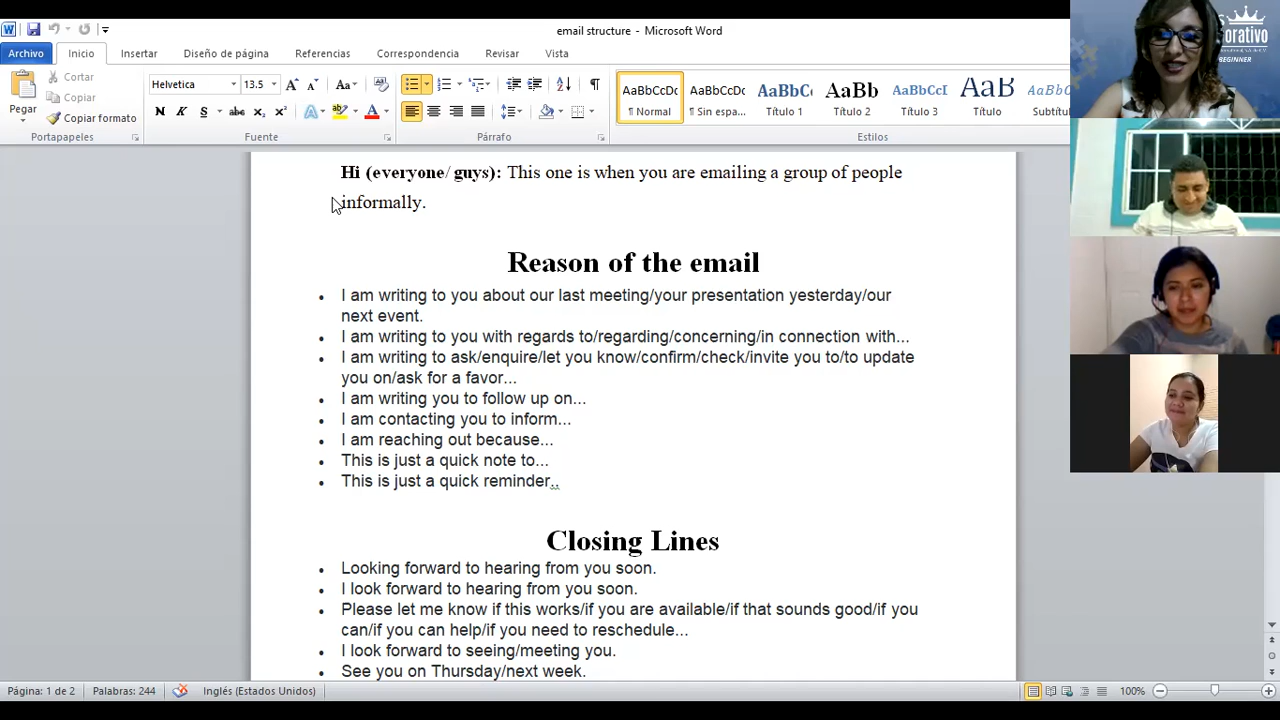 email structure - Microsoft Word
Archivo Inicio Insertar Diseño de página Referencias Correspondencia Revisar Vista
Pegar
Cortar
Copiar
Copiar formato
Portapapeles
Helvetica 13.5
Fuente
Párrafo
AaBbCcDc AaBbCcDc AaBbC AaBb AaBbCcI AaB
¶ Normal ¶ Sin espa... Título 1 Título 2 Título 3 Título Subtítu
Estilos
orativo
BEGINNER
Hi (everyone/ guys): This one is when you are emailing a group of people
informally.
Reason of the email
• I am writing to you about our last meeting/your presentation yesterday/our
next event.
• I am writing to you with regards to/regarding/concerning/in connection with...
• I am writing to ask/enquire/let you know/confirm/check/invite you to/to update
you on/ask for a favor...
• I am writing you to follow up on...
• I am contacting you to inform...
• I am reaching out because...
• This is just a quick note to...
• This is just a quick reminder..
Closing Lines
• Looking forward to hearing from you soon.
• I look forward to hearing from you soon.
• Please let me know if this works/if you are available/if that sounds good/if you
can/if you can help/if you need to reschedule...
• I look forward to seeing/meeting you.
• See you on Thursday/next week.
Página: 1 de 2 Palabras: 244 Inglés (Estados Unidos) 100%